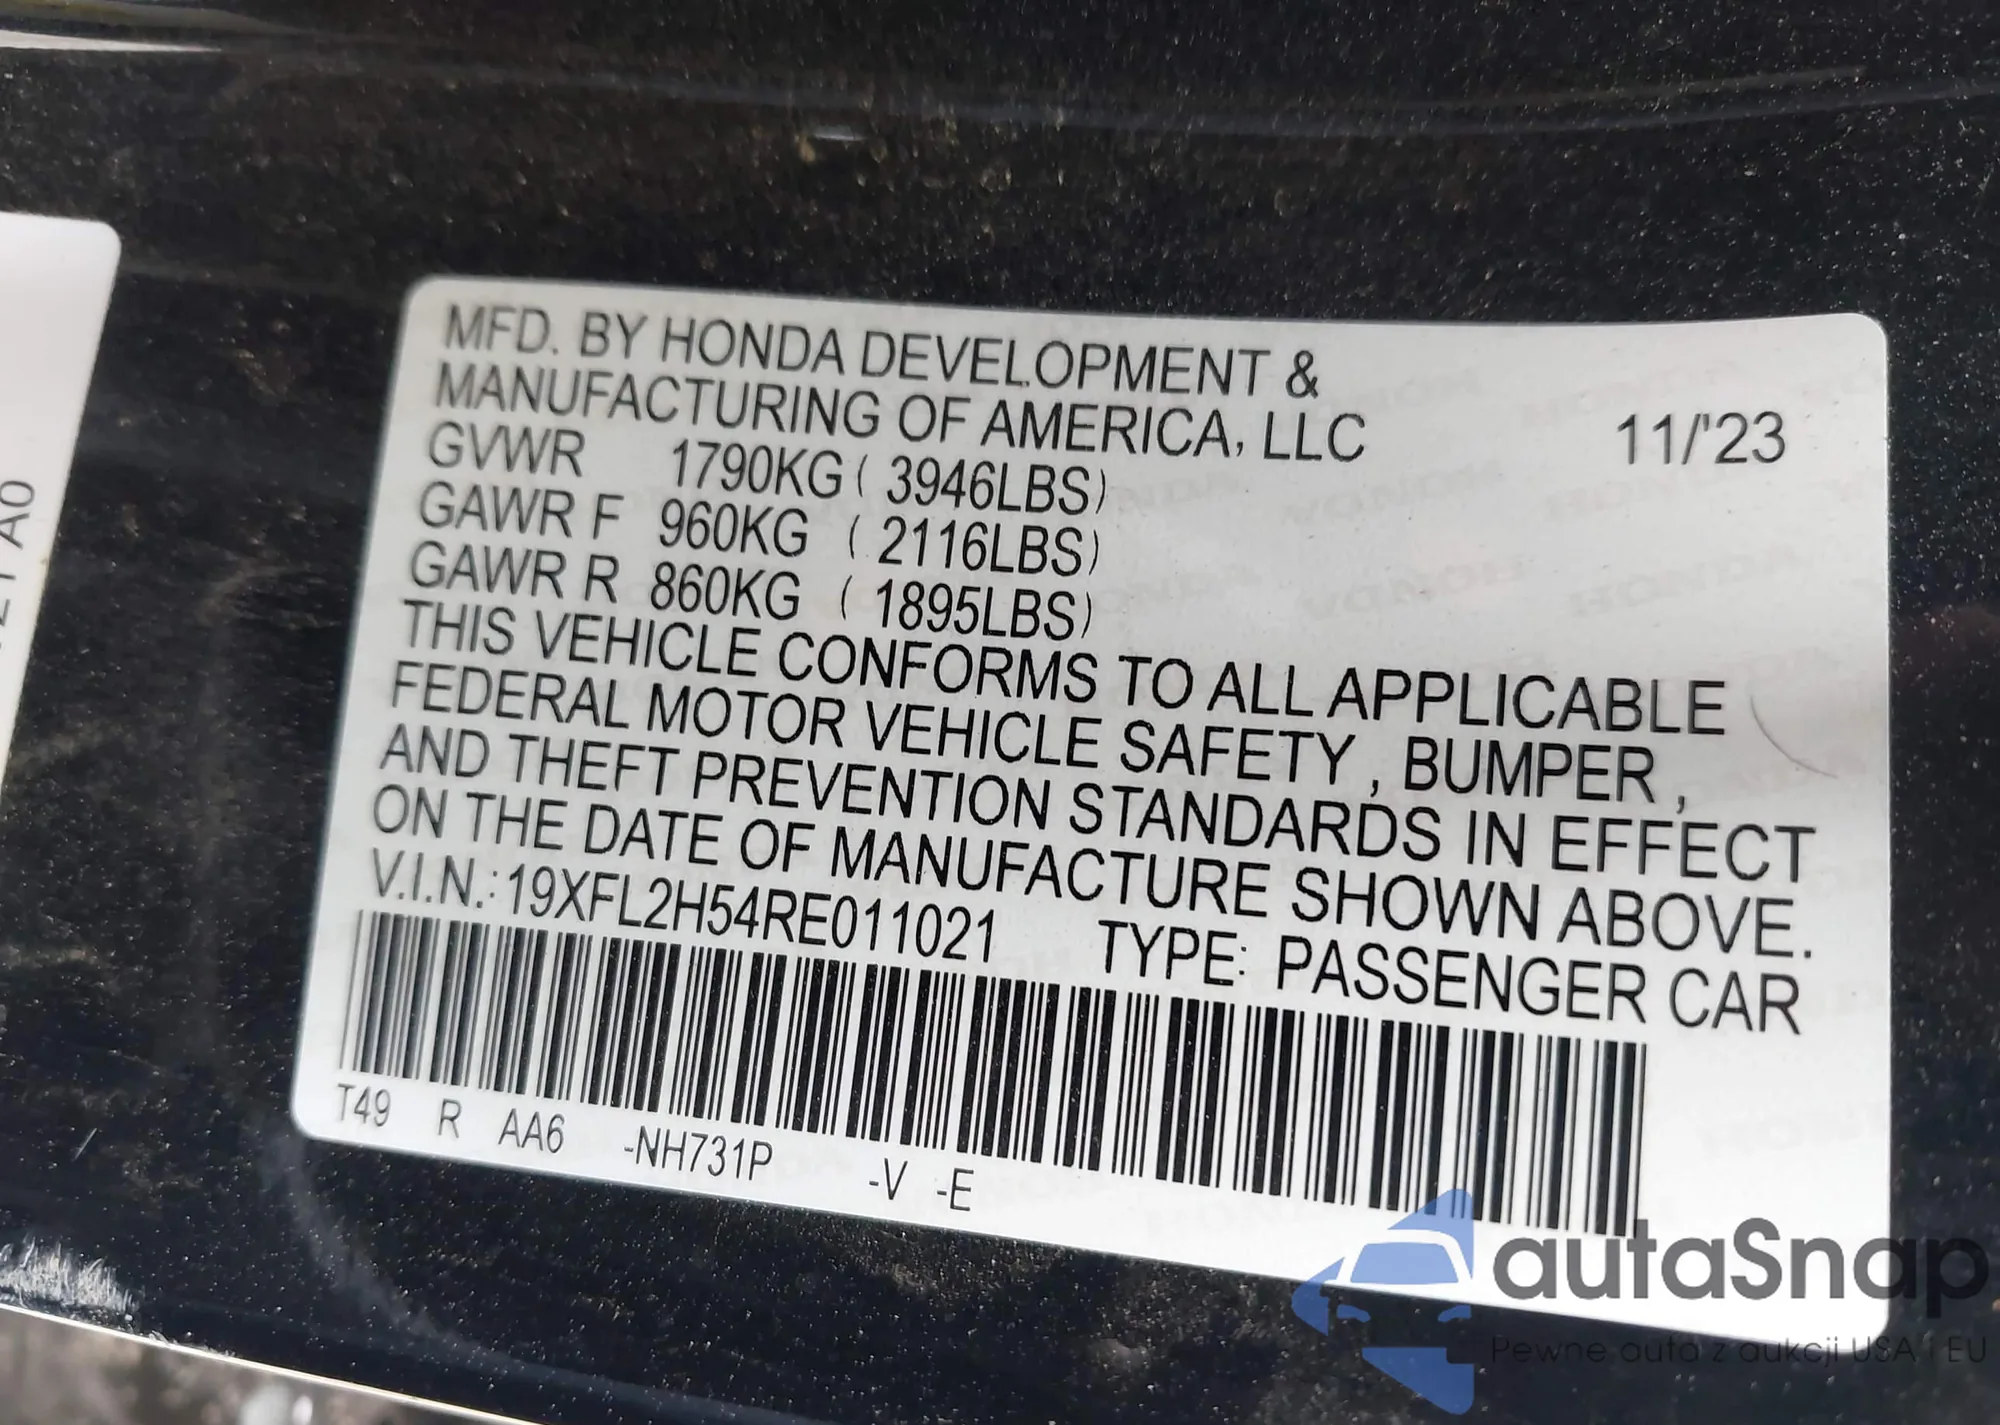 MFD. BY HONDA DEVELOPMENT &
MANUFACTURING OF AMERICA, LLC 11/'23
GVWR 1790KG ( 3946LBS)
GAWR F 960KG ( 2116LBS)
GAWR R 860KG ( 1895LBS)
THIS VEHICLE CONFORMS TO ALL APPLICABLE
FEDERAL MOTOR VEHICLE SAFETY , BUMPER ,
AND THEFT PREVENTION STANDARDS IN EFFECT
ON THE DATE OF MANUFACTURE SHOWN ABOVE.
V.I.N.: 19XFL2H54RE011021 TYPE: PASSENGER CAR
T49 R AA6 -NH731P -V -E
A0
autaSnap
Pewne auta z aukcji USA i EU